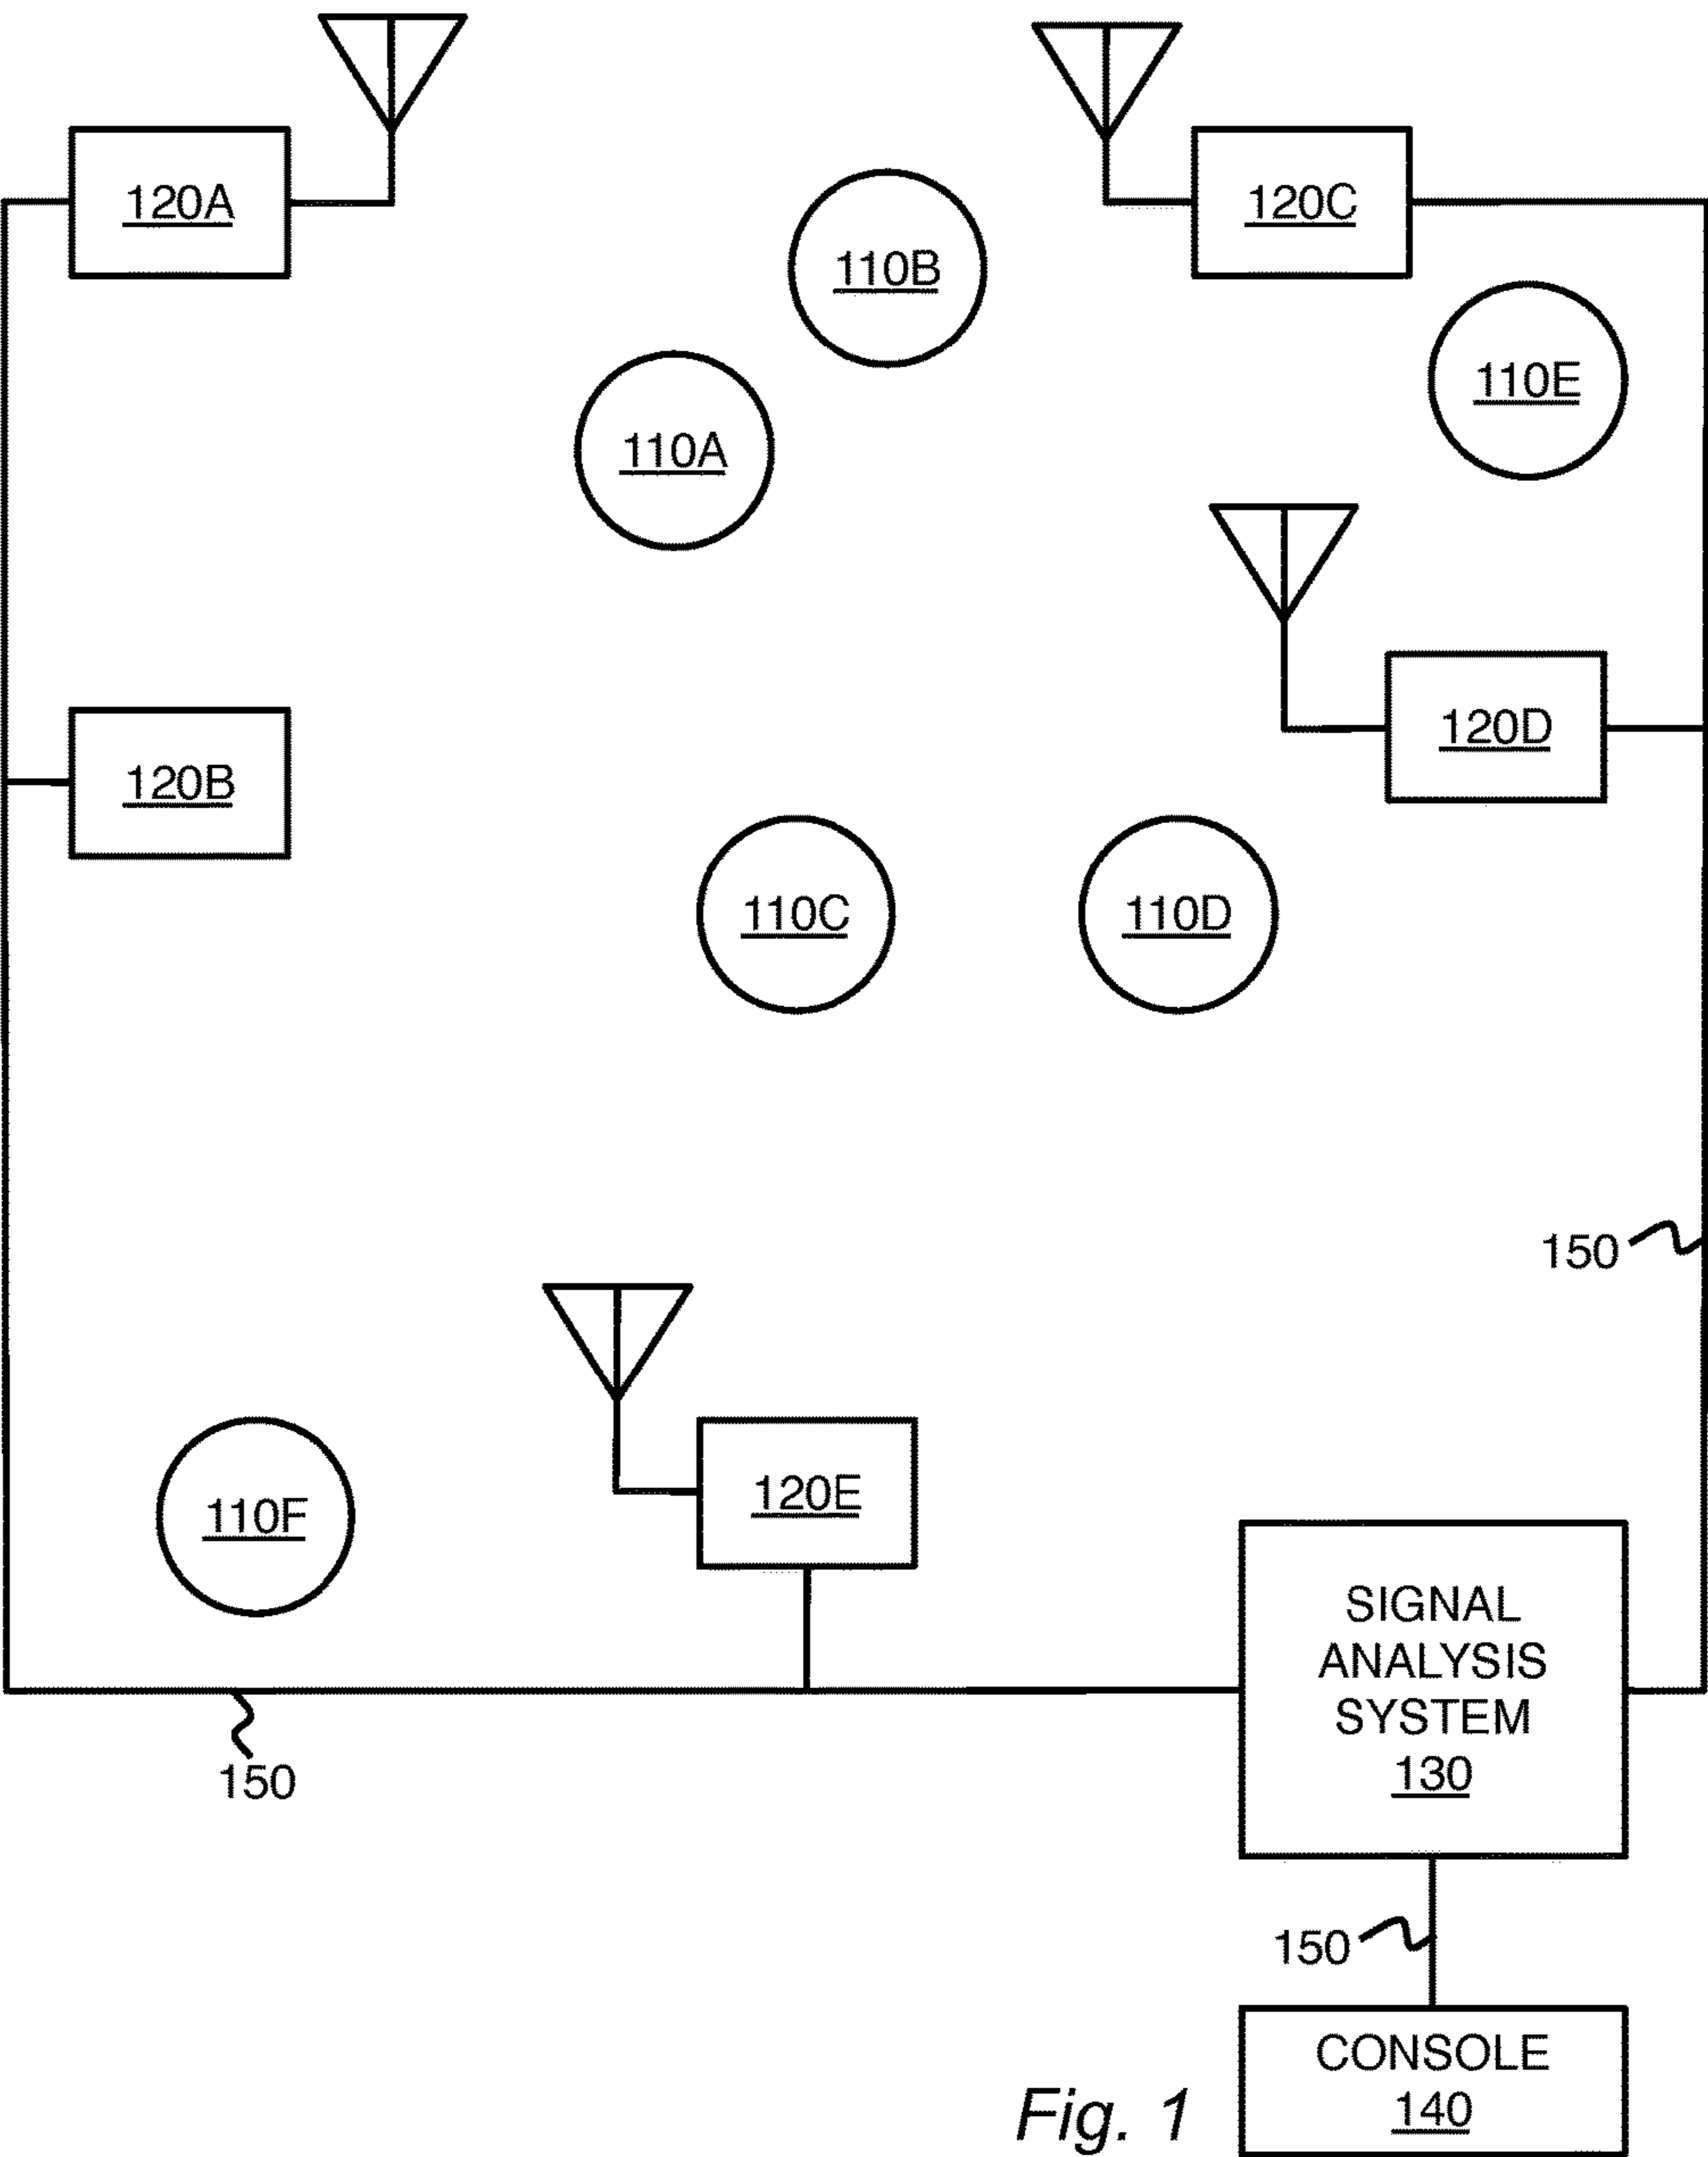 120A
120C
110B
110E
110A
120D
120B
110C
110D
150
120E
110F
SIGNAL
ANALYSIS
SYSTEM
130
150
150
CONSOLE
140
Fig. 1